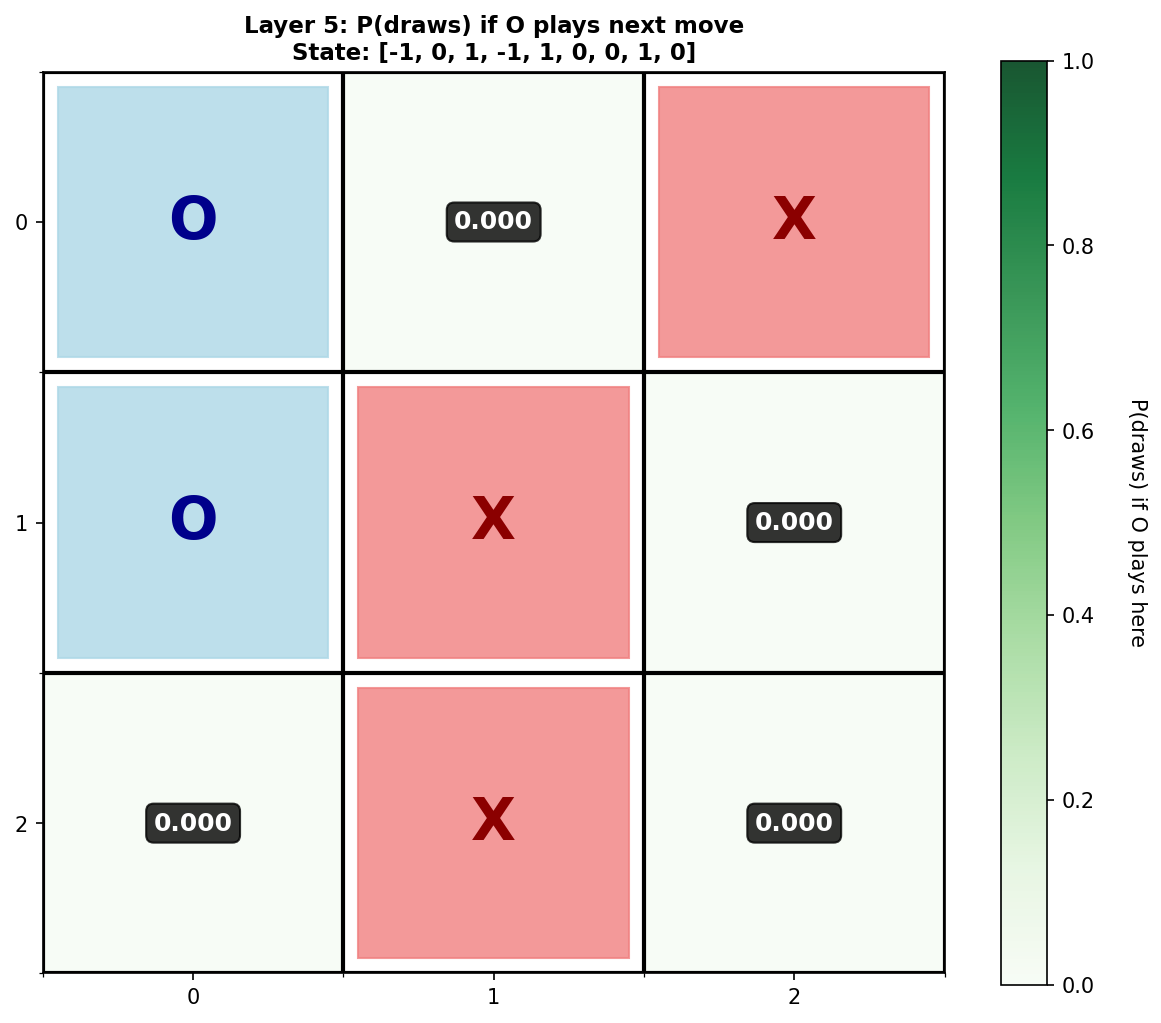 Layer 5: P(draws) if O plays next move
State: [-1, 0, 1, -1, 1, 0, 0, 1, 0]
O
0.000
X
O
X
0.000
0.000
X
0.000
0
1
2
0
1
2
1.0
0.8
0.6
0.4
0.2
0.0
P(draws) if O plays here